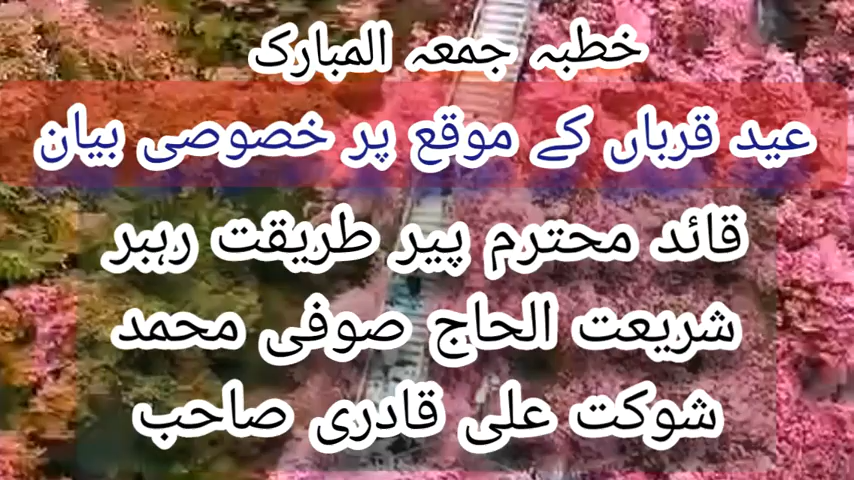 خطبہ جمعہ المبارک
عید قرباں کے موقع پر خصوصی بیان
قائد محترم پیر طریقت رہبر
شریعت الحاج صوفی محمد
شوکت علی قادری صاحب